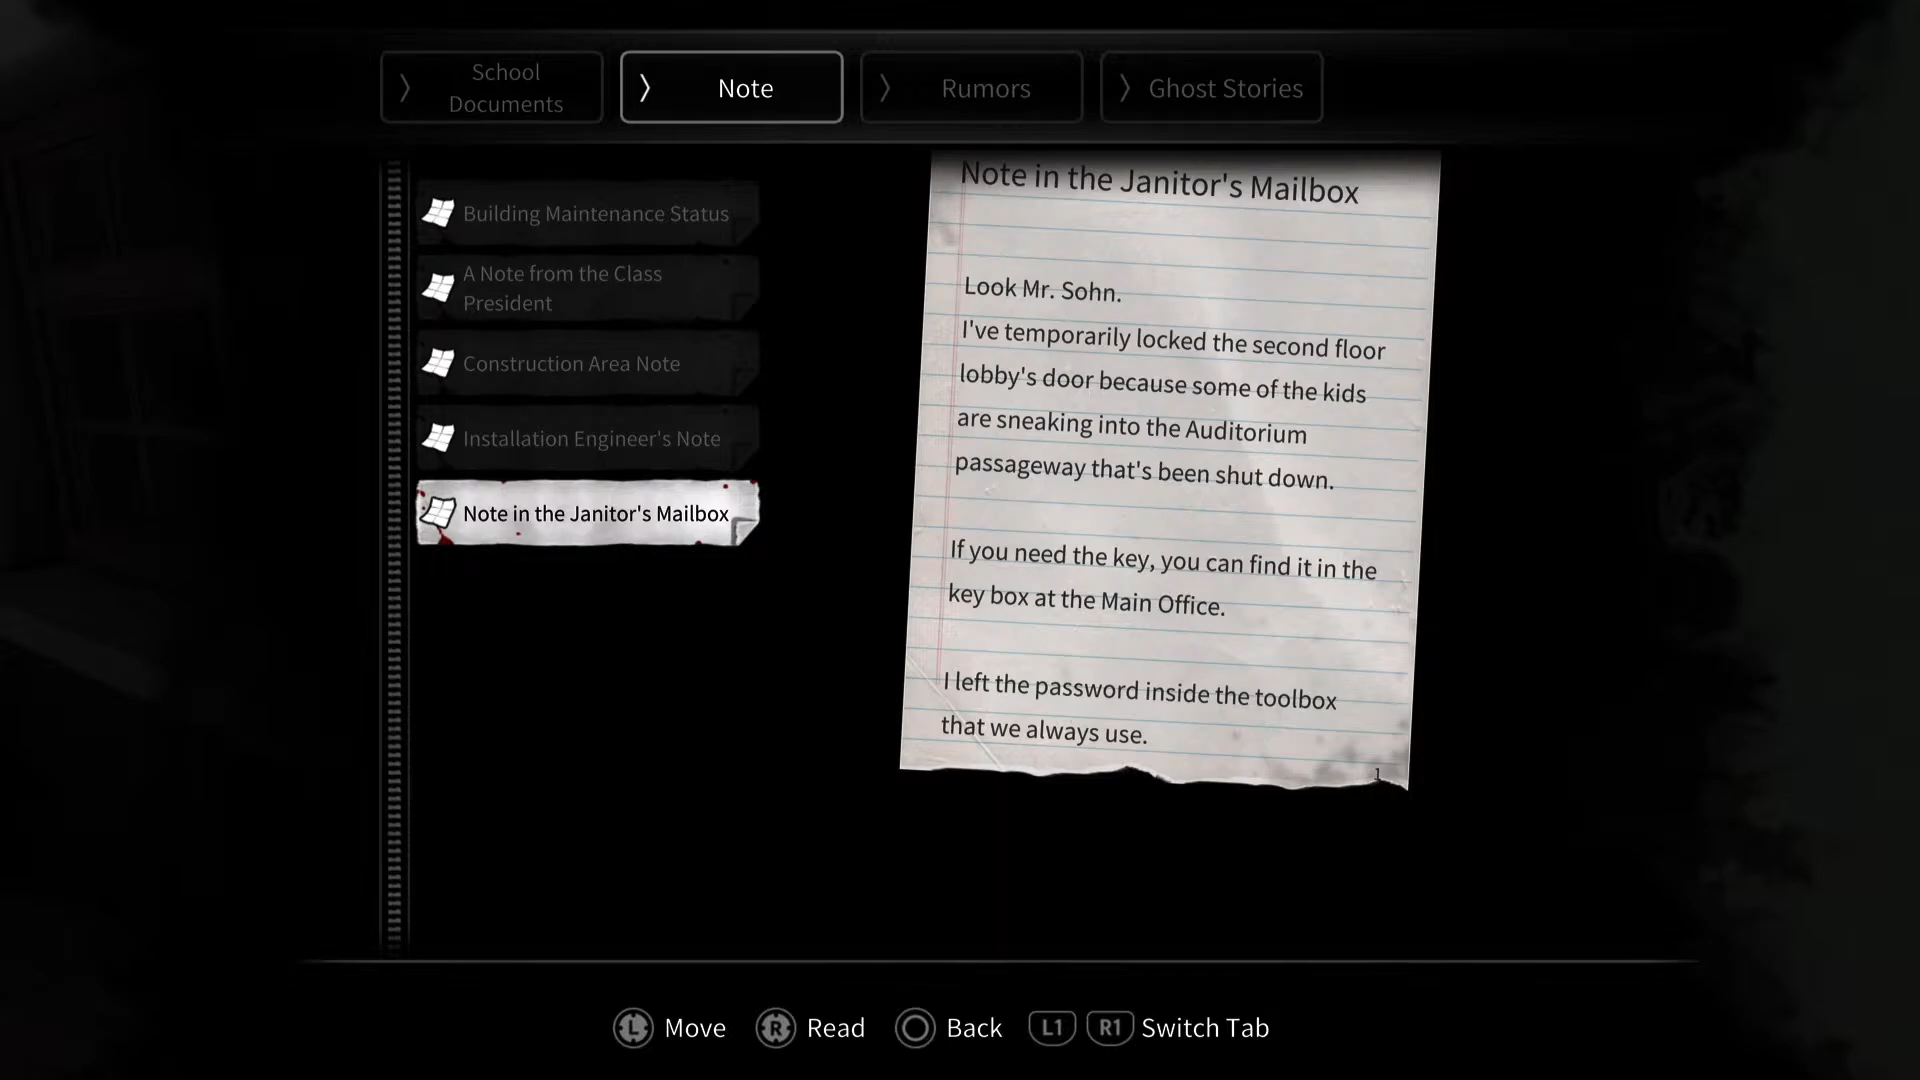 School
Documents
Note
Rumors
Ghost Stories
Building Maintenance Status
A Note from the Class
President
Construction Area Note
Installation Engineer's Note
Note in the Janitor's Mailbox
Note in the Janitor's Mailbox
Look Mr. Sohn.
I've temporarily locked the second floor
lobby's door because some of the kids
are sneaking into the Auditorium
passageway that's been shut down.
If you need the key, you can find it in the
key box at the Main Office.
I left the password inside the toolbox
that we always use.
1
L Move R Read Back L1 R1 Switch Tab